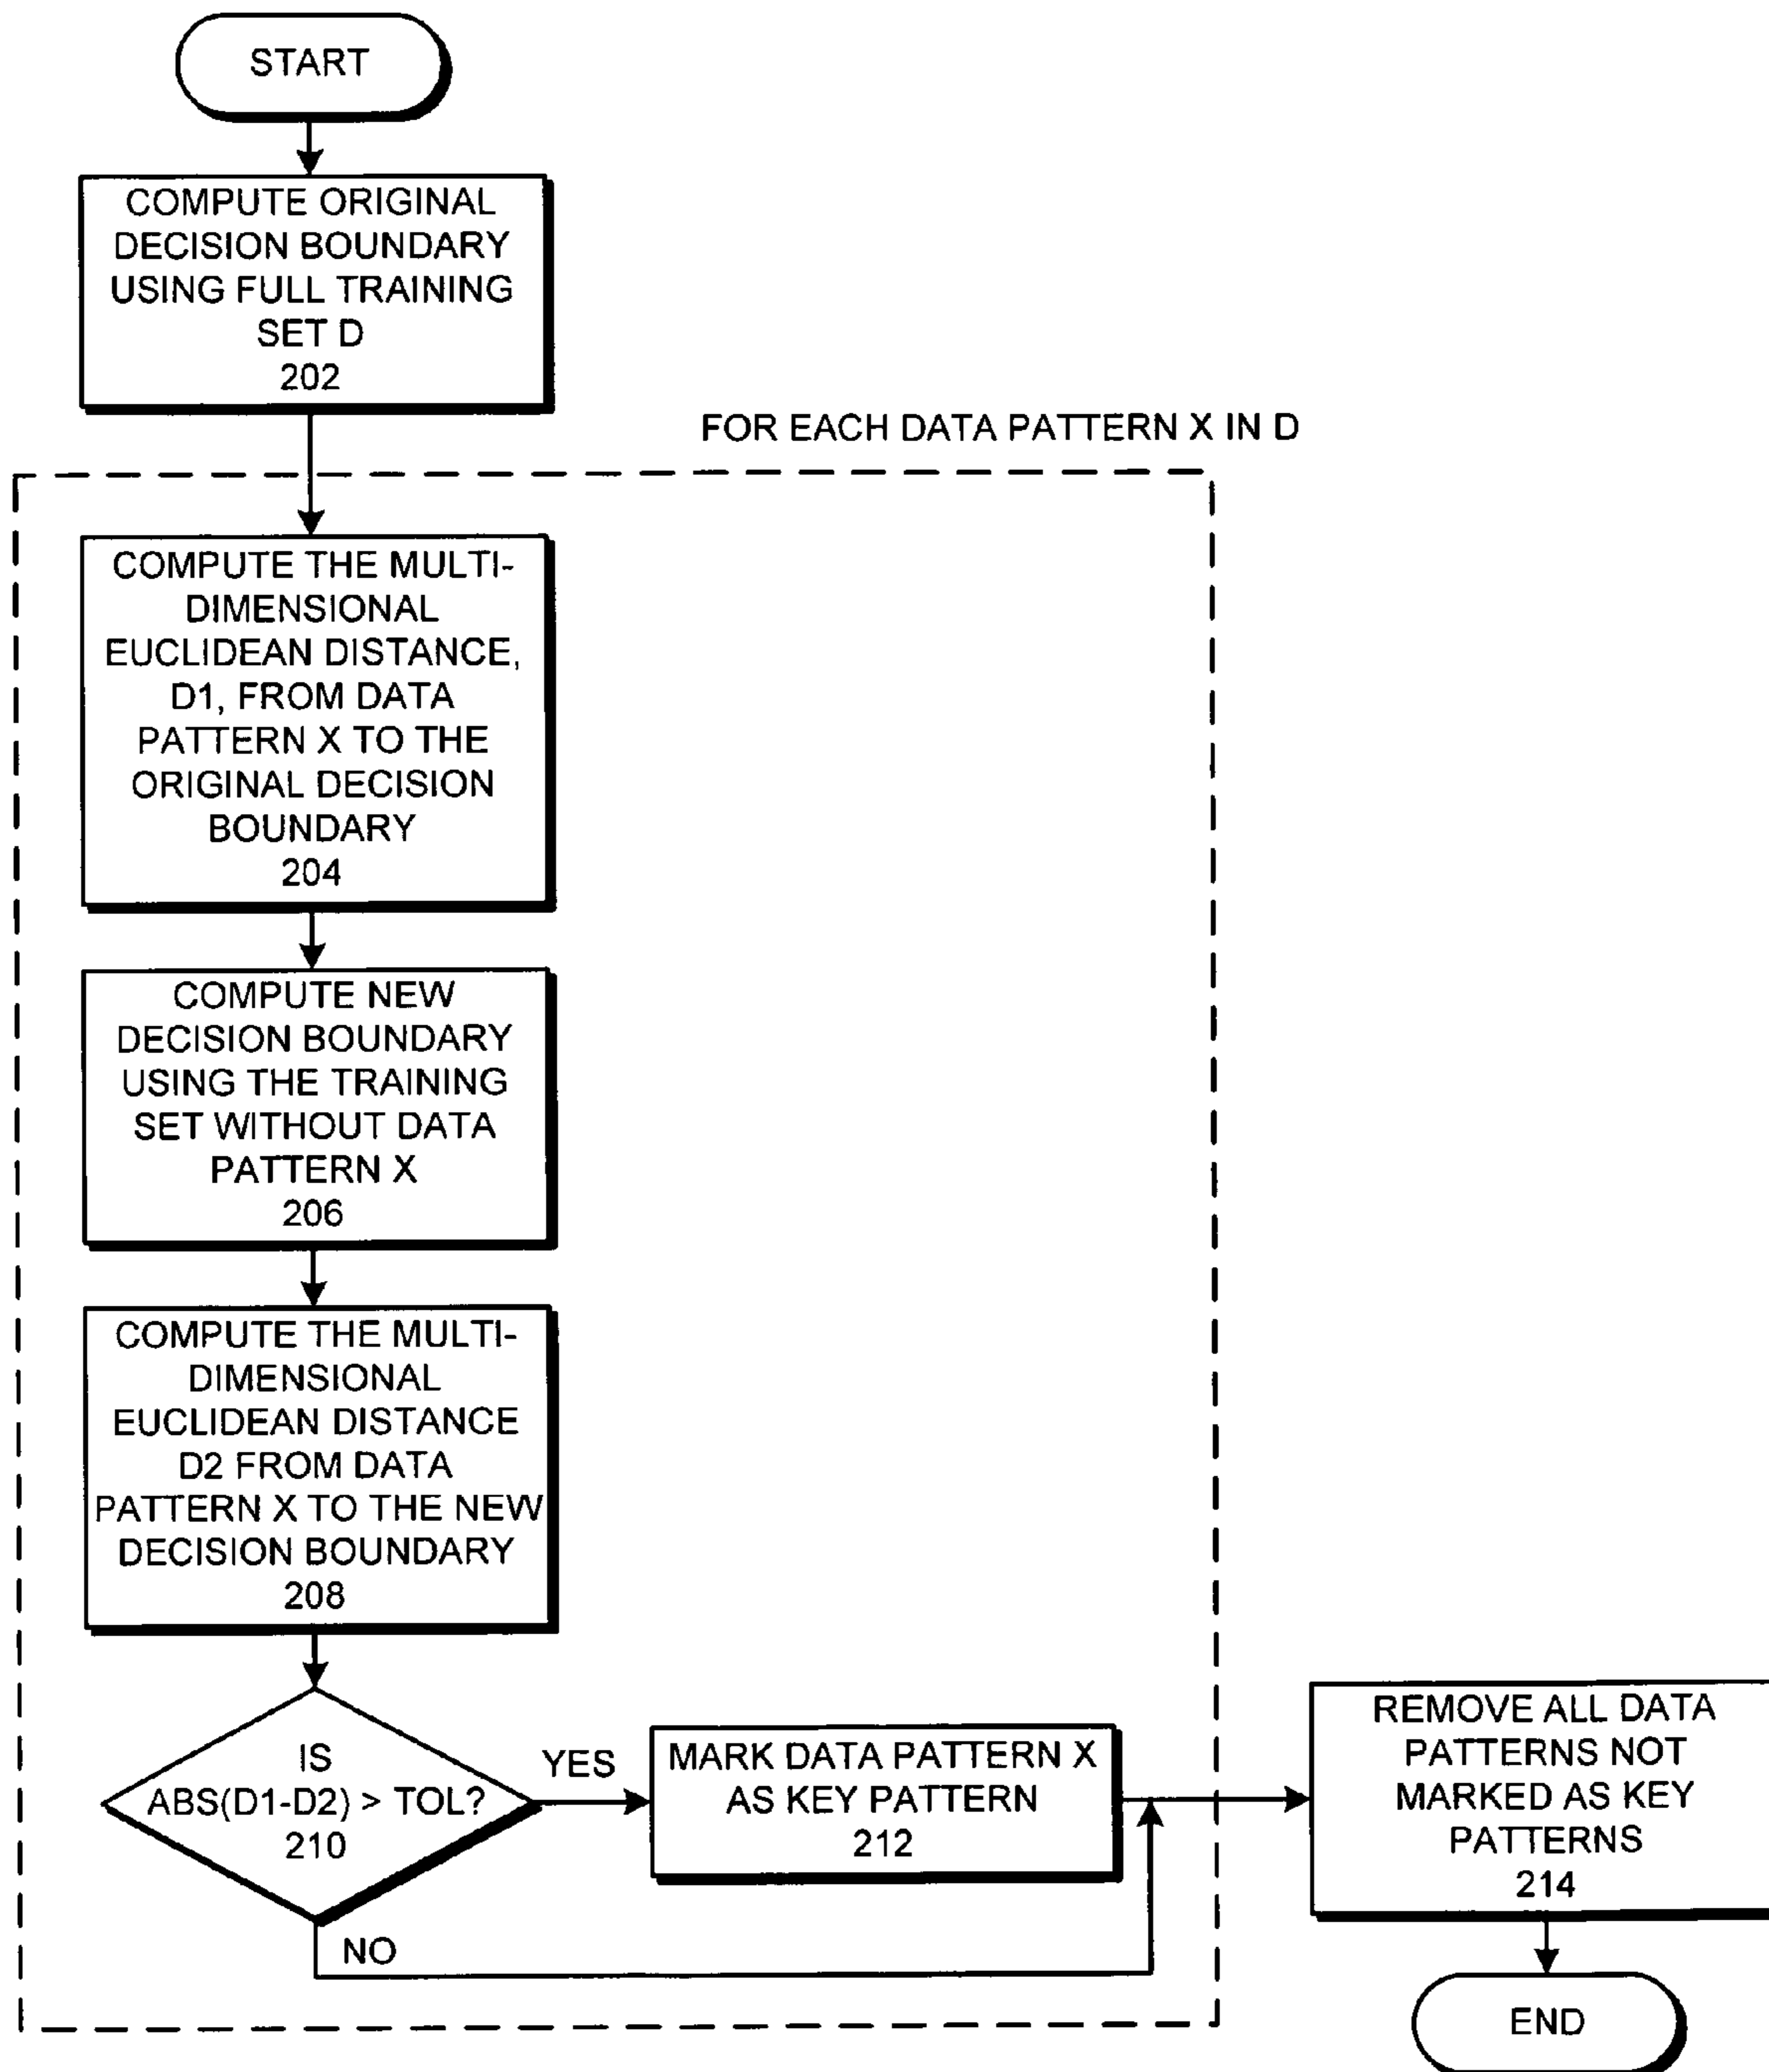 START
COMPUTE ORIGINAL
DECISION BOUNDARY
USING FULL TRAINING
SET D
202
FOR EACH DATA PATTERN X IN D
COMPUTE THE MULTI-
DIMENSIONAL
EUCLIDEAN DISTANCE,
D1, FROM DATA
PATTERN X TO THE
ORIGINAL DECISION
BOUNDARY
204
COMPUTE NEW
DECISION BOUNDARY
USING THE TRAINING
SET WITHOUT DATA
PATTERN X
206
COMPUTE THE MULTI-
DIMENSIONAL
EUCLIDEAN DISTANCE
D2 FROM DATA
PATTERN X TO THE NEW
DECISION BOUNDARY
208
IS
ABS(D1-D2) > TOL?
210
YES
NO
MARK DATA PATTERN X
AS KEY PATTERN
212
REMOVE ALL DATA
PATTERNS NOT
MARKED AS KEY
PATTERNS
214
END